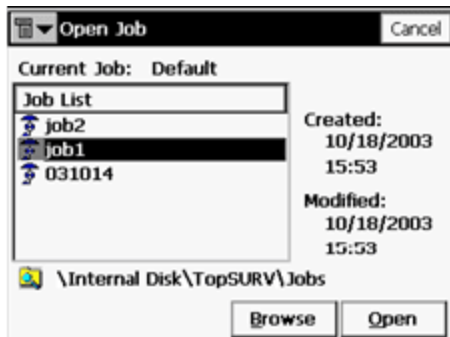 Open Job
Cancel
Current Job: Default
Job List
job2
job1
031014
Created:
10/18/2003
15:53
Modified:
10/18/2003
15:53
\Internal Disk\TopSURV\Jobs
Browse
Open